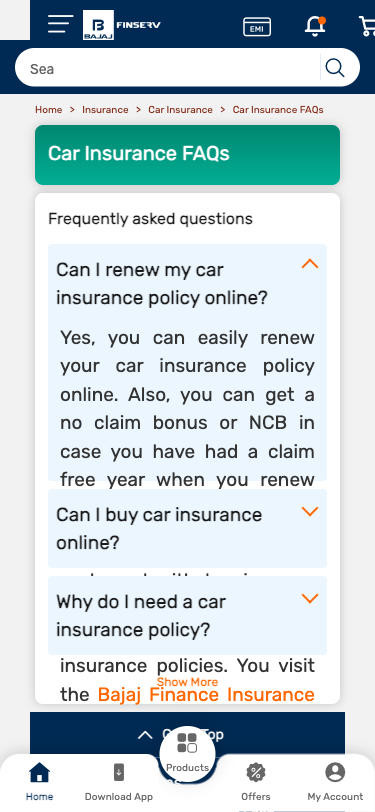 BAJAJ
FINSERV
EMI
Sea
Home > Insurance > Car Insurance > Car Insurance FAQs
Car Insurance FAQs
Frequently asked questions
Can I renew my car
insurance policy online?
Yes, you can easily renew
your car insurance policy
online. Also, you can get a
no claim bonus or NCB in
case you have had a claim
free year when you renew
Can I buy car insurance
online?
Why do I need a car
insurance policy?
insurance policies. You visit
Show More
the Bajaj Finance Insurance
Top
Products
Home
Download App
Offers
My Account